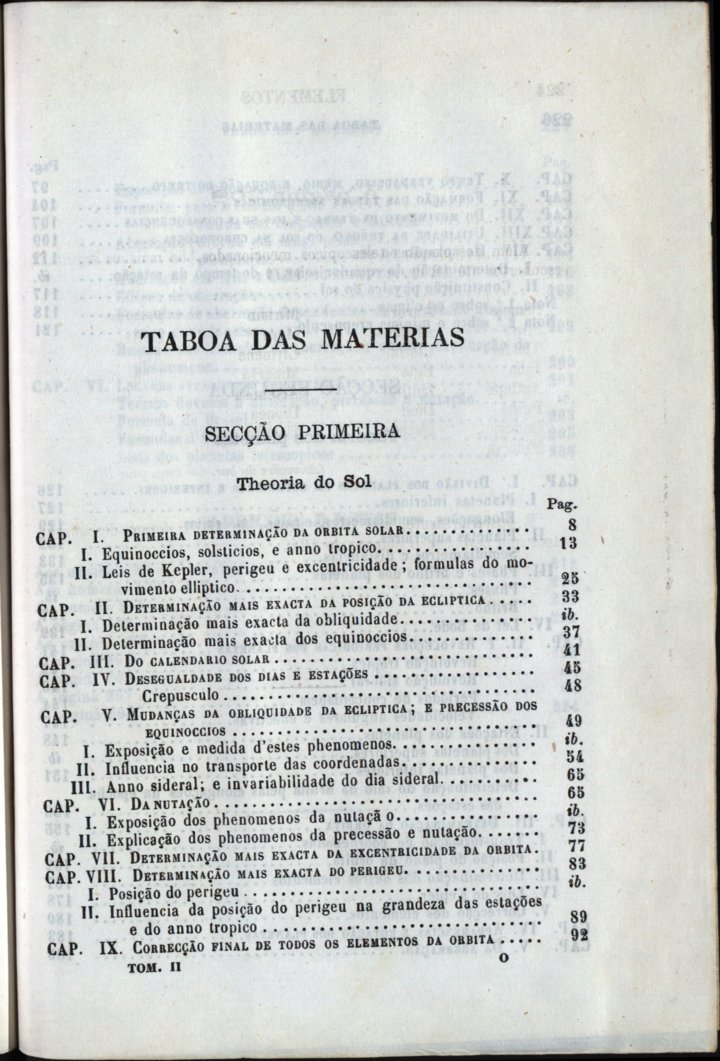 TABOA DAS MATERIAS
SECÇÃO PRIMEIRA
Theoria do Sol
Pag.
CAP. I. PRIMEIRA DETERMINAÇÃO DA ORBITA SOLAR...... 8
I. Equinoccios, solsticios, e anno tropico................ 13
II. Leis de Kepler, perigeu e excentricidade; formulas do mo-
vimento elliptico.............................. 25
CAP. II. DETERMINAÇÃO MAIS EXACTA DA POSIÇÃO DA ECLIPTICA..... 33
I. Determinação mais exacta da obliquidade.............. ib.
II. Determinação mais exacta dos equinoccios............. 37
CAP. III. DO CALENDARIO SOLAR.......................... 41
CAP. IV. DESEGUALDADE DOS DIAS E ESTAÇÕES................ 45
Crepusculo.............................. 48
CAP. V. MUDANÇAS DA OBLIQUIDADE DA ECLIPTICA; E PRECESSÃO DOS
EQUINOCCIOS............................. 49
I. Exposição e medida d'estes phenomenos.............. ib.
II. Influencia no transporte das coordenadas.............. 54
III. Anno sideral; e invariabilidade do dia sideral.......... 65
CAP. VI. DA NUTAÇÃO............................... 65
I. Exposição dos phenomenos da nutaçã o.............. ib.
II. Explicação dos phenomenos da precessão e nutação....... 73
CAP. VII. DETERMINAÇÃO MAIS EXACTA DA EXCENTRICIDADE DA ORBITA. 77
CAP. VIII. DETERMINAÇÃO MAIS EXACTA DO PERIGEU............. 83
I. Posição do perigeu............................ ib.
II. Influencia da posição do perigeu na grandeza das estações
e do anno tropico........................... 89
CAP. IX. CORRECÇÃO FINAL DE TODOS OS ELEMENTOS DA ORBITA..... 92
TOM. II O